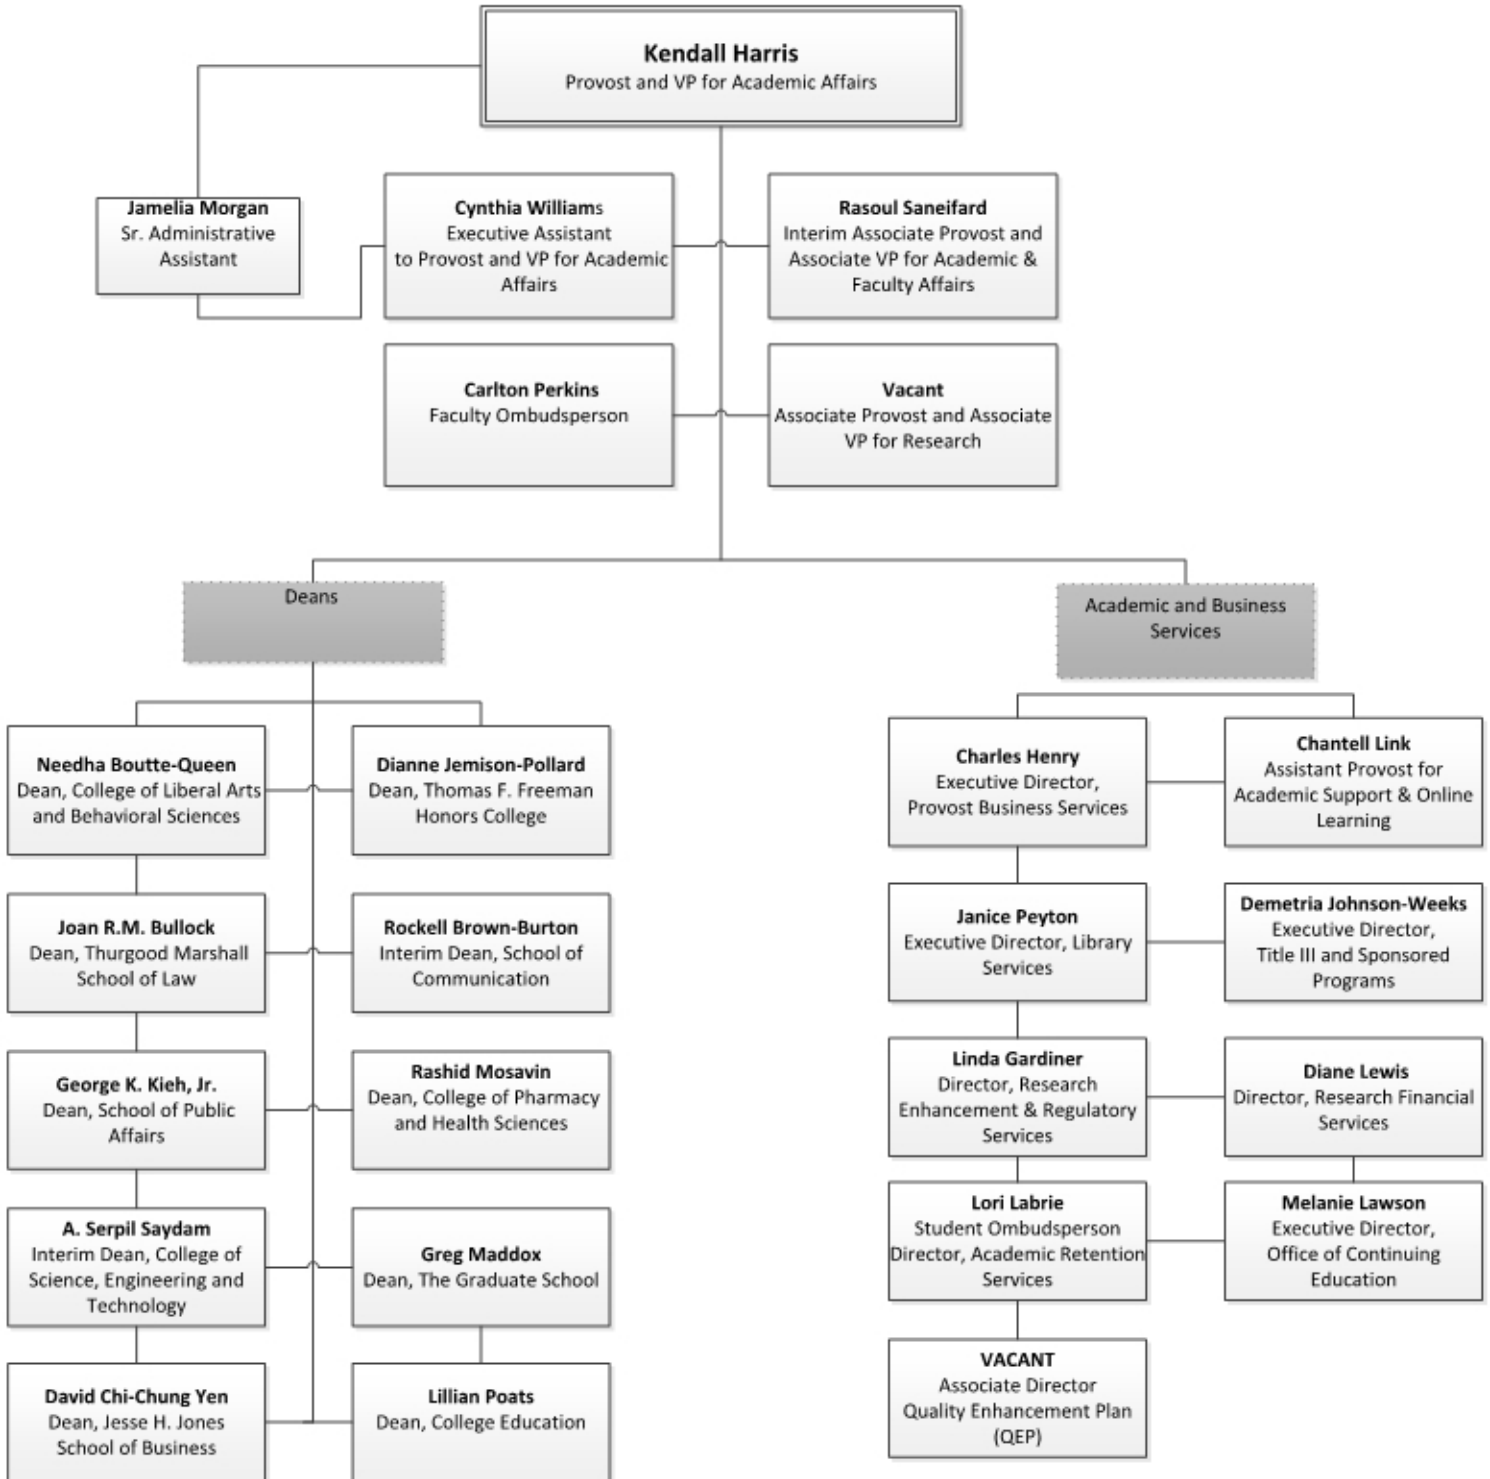 Kendall Harris
Provost and VP for Academic Affairs
Jamelia Morgan
Sr. Administrative
Assistant
Cynthia Williams
Executive Assistant
to Provost and VP for Academic
Affairs
Rasoul Saneifard
Interim Associate Provost and
Associate VP for Academic &
Faculty Affairs
Carlton Perkins
Faculty Ombudsperson
Vacant
Associate Provost and Associate
VP for Research
Deans
Academic and Business
Services
Needha Boutte-Queen
Dean, College of Liberal Arts
and Behavioral Sciences
Dianne Jemison-Pollard
Dean, Thomas F. Freeman
Honors College
Joan R.M. Bullock
Dean, Thurgood Marshall
School of Law
Rockell Brown-Burton
Interim Dean, School of
Communication
George K. Kieh, Jr.
Dean, School of Public
Affairs
Rashid Mosavin
Dean, College of Pharmacy
and Health Sciences
A. Serpil Saydam
Interim Dean, College of
Science, Engineering and
Technology
Greg Maddox
Dean, The Graduate School
David Chi-Chung Yen
Dean, Jesse H. Jones
School of Business
Lillian Poats
Dean, College Education
Charles Henry
Executive Director,
Provost Business Services
Chantell Link
Assistant Provost for
Academic Support & Online
Learning
Janice Peyton
Executive Director, Library
Services
Demetria Johnson-Weeks
Executive Director,
Title III and Sponsored
Programs
Linda Gardiner
Director, Research
Enhancement & Regulatory
Services
Diane Lewis
Director, Research Financial
Services
Lori Labrie
Student Ombudsperson
Director, Academic Retention
Services
Melanie Lawson
Executive Director,
Office of Continuing
Education
VACANT
Associate Director
Quality Enhancement Plan
(QEP)